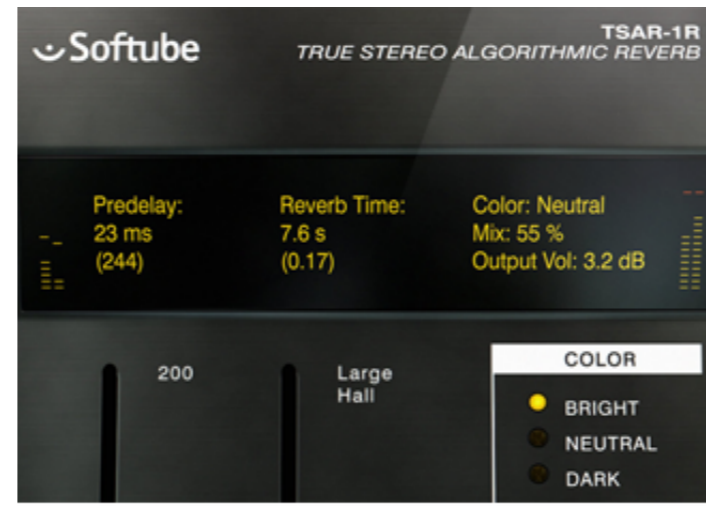 Softube
TSAR-1R
TRUE STEREO ALGORITHMIC REVERB
Predelay:
23 ms
(244)
Reverb Time:
7.6 s
(0.17)
Color: Neutral
Mix: 55 %
Output Vol: 3.2 dB
200
Large
Hall
COLOR
BRIGHT
NEUTRAL
DARK